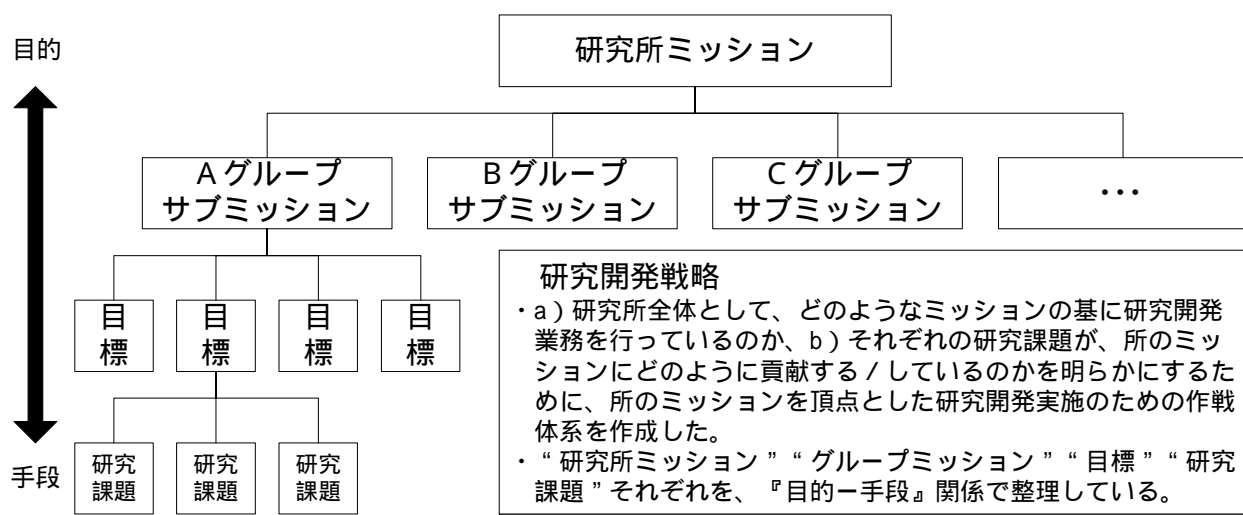 目的
研究所ミッション
Aグループ
サブミッション
Bグループ
サブミッション
Cグループ
サブミッション
・・・
目
標
目
標
目
標
目
標
研究
課題
研究
課題
研究
課題
手段
研究開発戦略
・a)研究所全体として、どのようなミッションの基に研究開発
業務を行っているのか、b)それぞれの研究課題が、所のミッ
ションにどのように貢献する/しているのかを明らかにするた
めに、所のミッションを頂点とした研究開発実施のための作戦
体系を作成した。
・“研究所ミッション”“グループミッション”“目標”“研究
課題”それぞれを、『目的ー手段』関係で整理している。